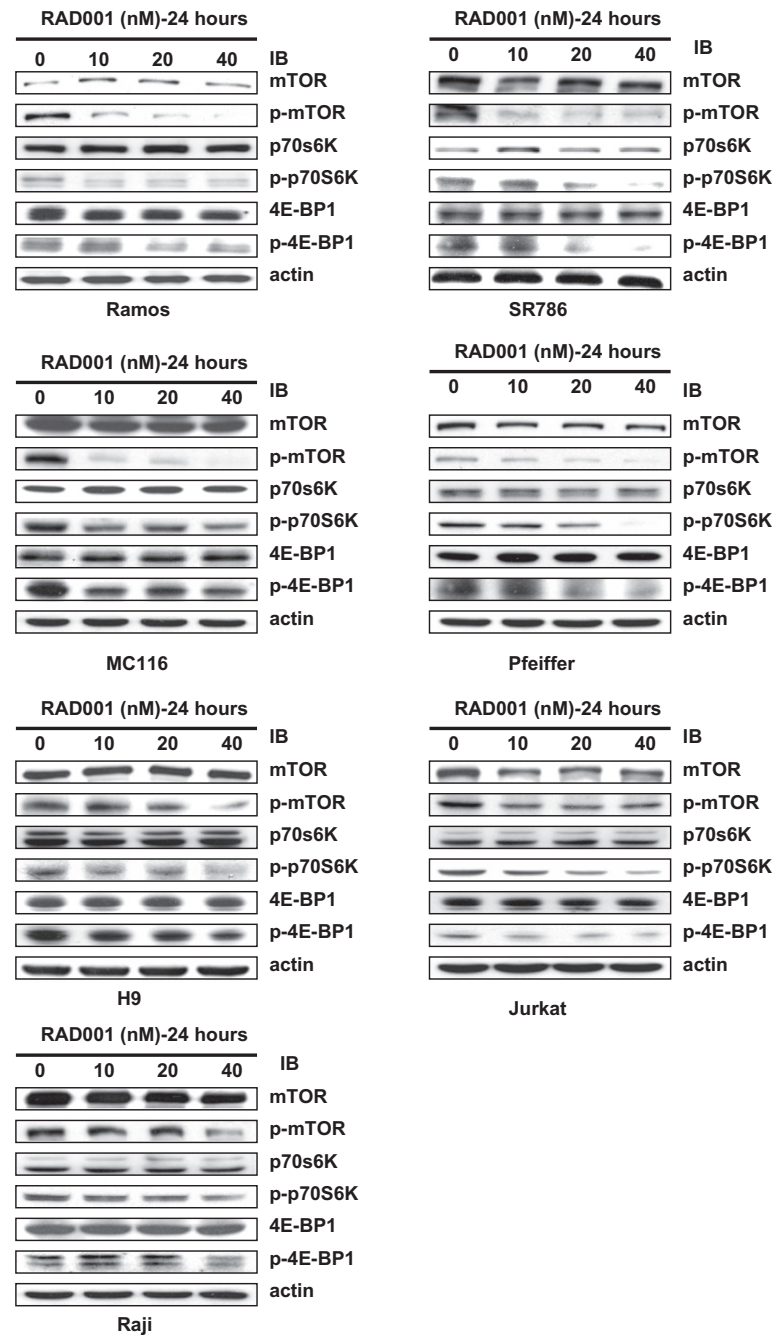 RAD001 (nM)-24 hours
0 10 20 40 IB
mTOR
p-mTOR
p70s6K
p-p70S6K
4E-BP1
p-4E-BP1
actin
Ramos
RAD001 (nM)-24 hours
0 10 20 40 IB
mTOR
p-mTOR
p70s6K
p-p70S6K
4E-BP1
p-4E-BP1
actin
SR786
RAD001 (nM)-24 hours
0 10 20 40 IB
mTOR
p-mTOR
p70s6K
p-p70S6K
4E-BP1
p-4E-BP1
actin
MC116
RAD001 (nM)-24 hours
0 10 20 40 IB
mTOR
p-mTOR
p70s6K
p-p70S6K
4E-BP1
p-4E-BP1
actin
Pfeiffer
RAD001 (nM)-24 hours
0 10 20 40 IB
mTOR
p-mTOR
p70s6K
p-p70S6K
4E-BP1
p-4E-BP1
actin
H9
RAD001 (nM)-24 hours
0 10 20 40 IB
mTOR
p-mTOR
p70s6K
p-p70S6K
4E-BP1
p-4E-BP1
actin
Jurkat
RAD001 (nM)-24 hours
0 10 20 40 IB
mTOR
p-mTOR
p70s6K
p-p70S6K
4E-BP1
p-4E-BP1
actin
Raji